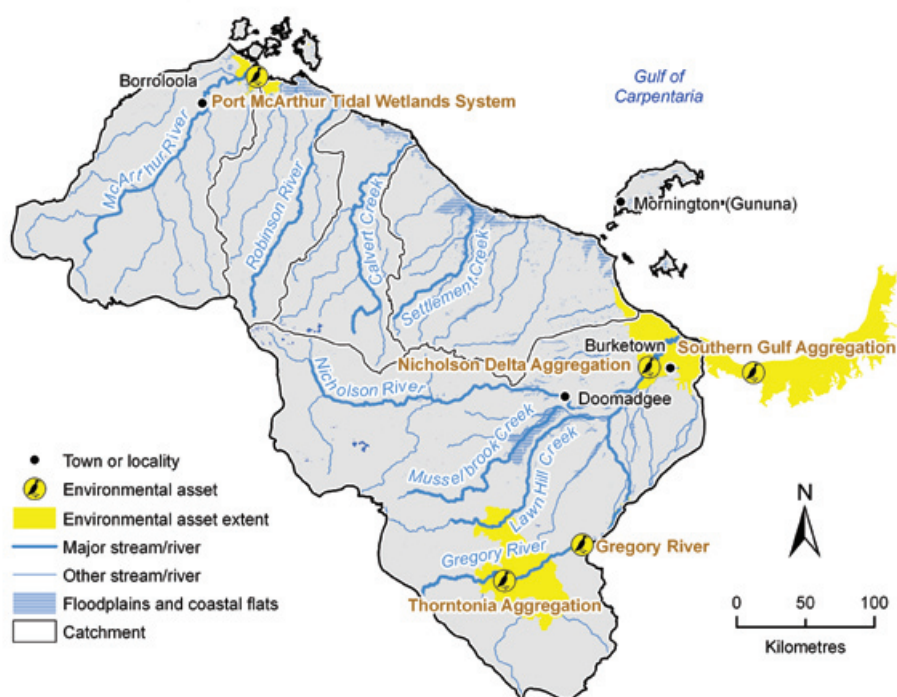 Borroloola
Port McArthur Tidal Wetlands System
Gulf of
Carpentaria
McArthur River
Robinson River
Calvert Creek
Settlement Creek
Mornington (Gununa)
Burketown
Southern Gulf Aggregation
Nicholson Delta Aggregation
Nicholson River
Doomadgee
Musselbrook Creek
Lawn Hill Creek
Gregory River
Gregory River
Thorntonia Aggregation
Town or locality
Environmental asset
Environmental asset extent
Major stream/river
Other stream/river
Floodplains and coastal flats
Catchment
N
0 50 100
Kilometres